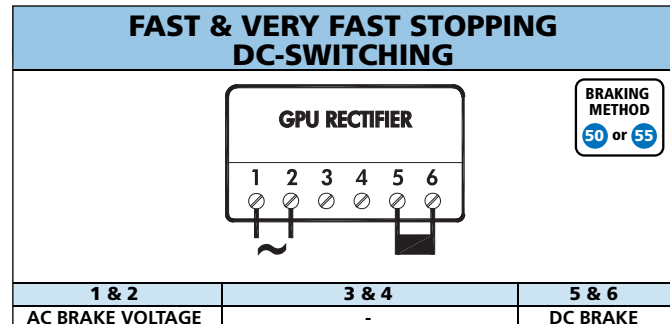 FAST & VERY FAST STOPPING
DC-SWITCHING
BRAKING
METHOD
50 or 55
GPU RECTIFIER
1 2 3 4 5 6
~
1 & 2 3 & 4 5 & 6
AC BRAKE VOLTAGE - DC BRAKE